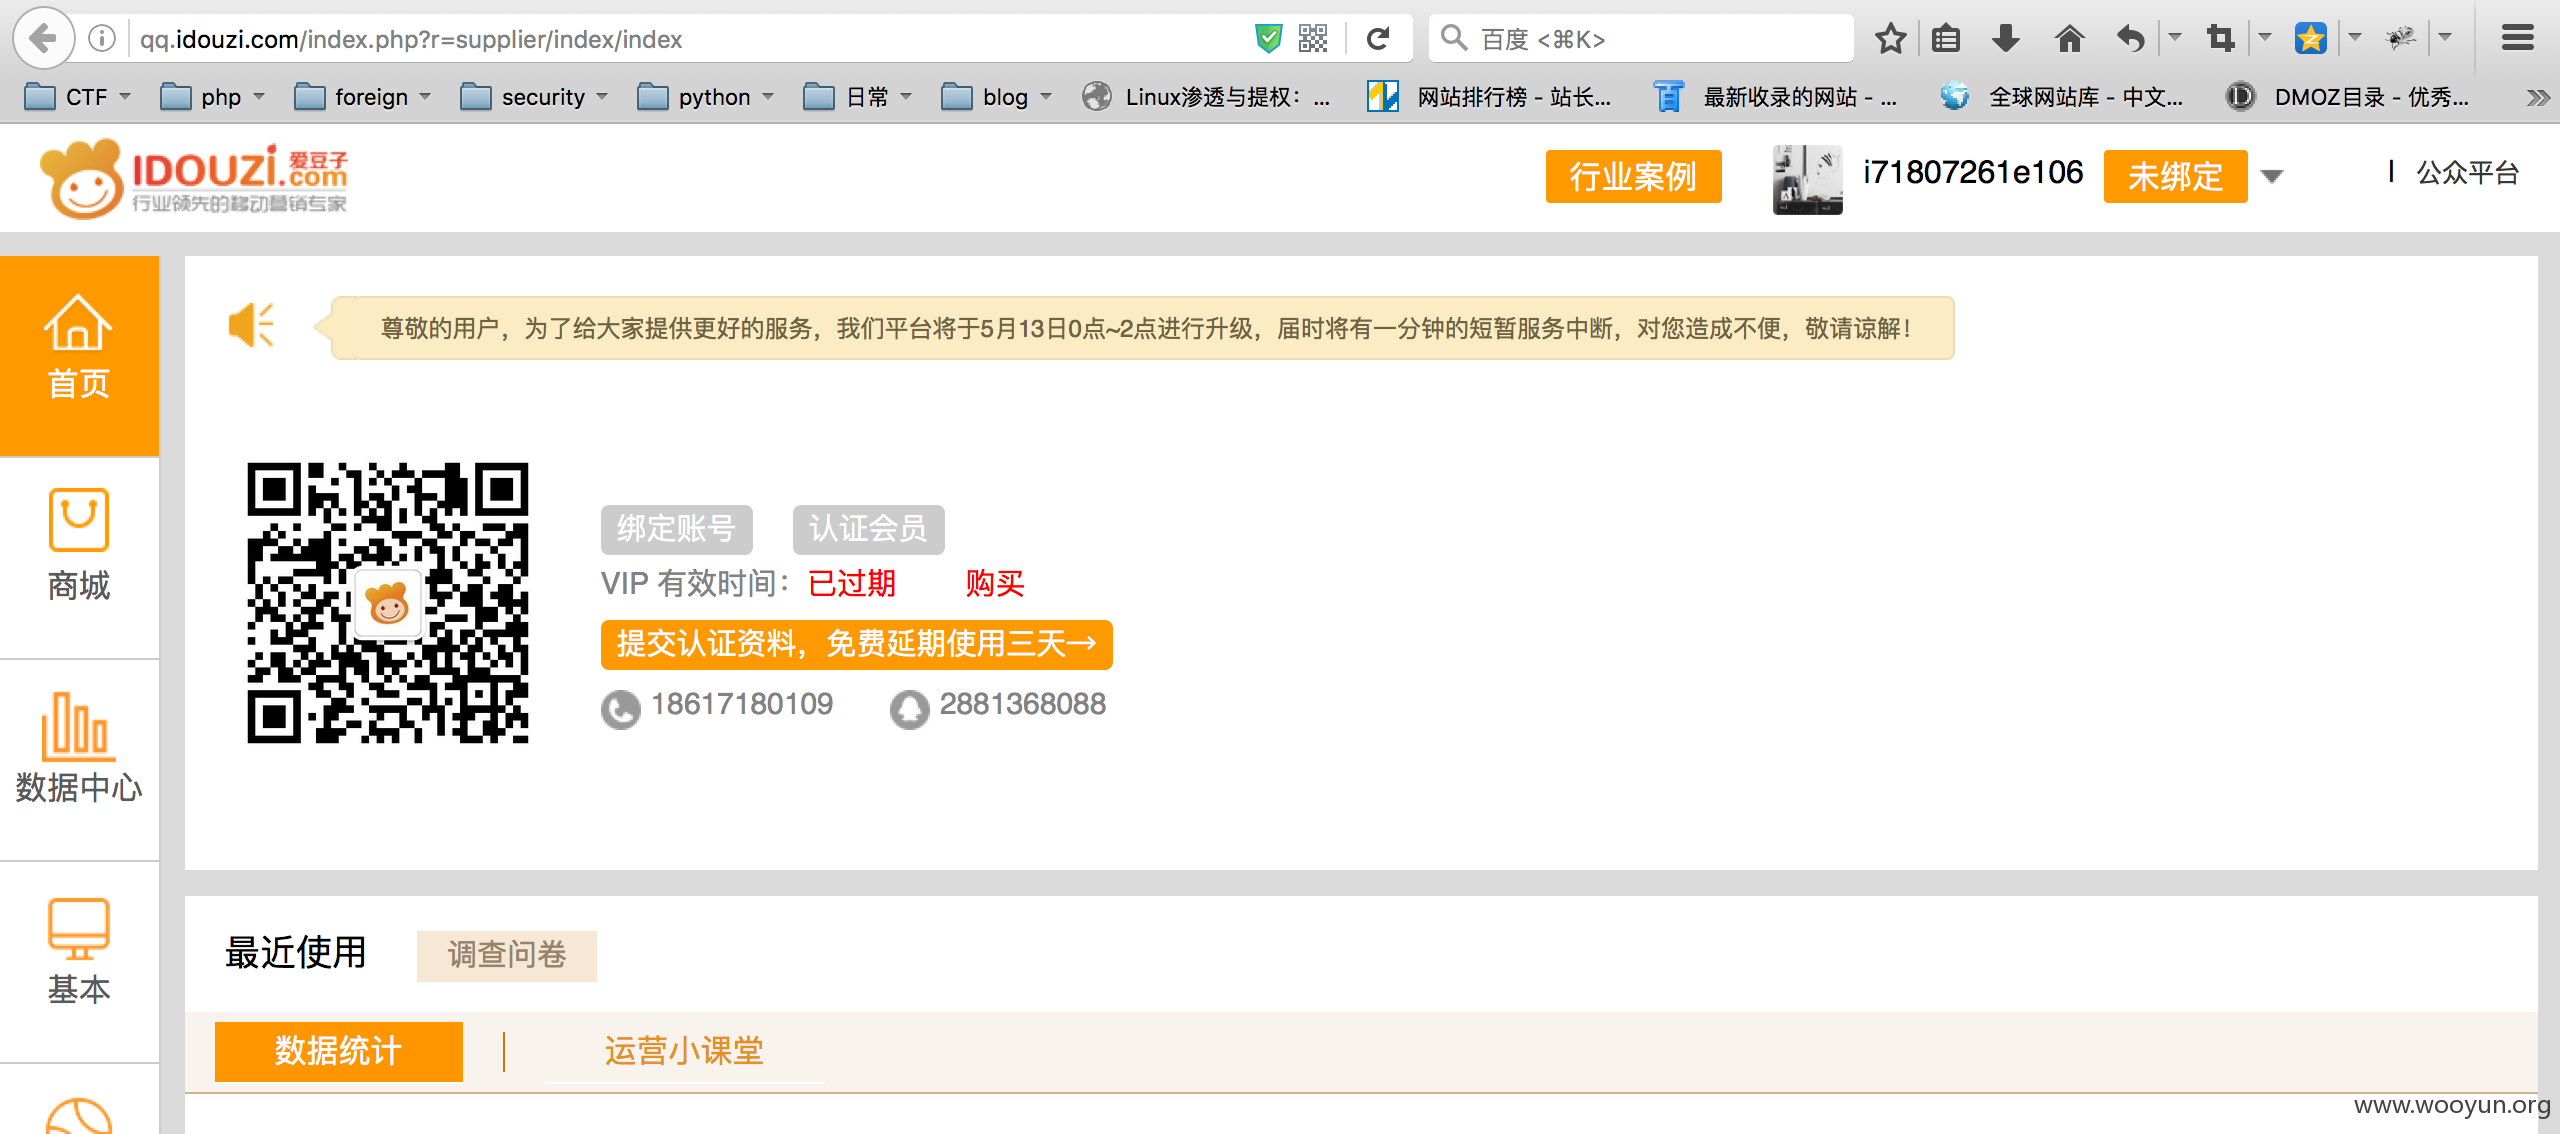 qq.idouzi.com/index.php?r=supplier/index/index
百度 <⌘K>
CTF
php
foreign
security
python
日常
blog
Linux渗透与提权：...
网站排行榜 - 站长...
最新收录的网站 - ...
全球网站库 - 中文...
DMOZ目录 - 优秀...
IDOUZi.com 爱豆子
行业领先的移动营销专家
行业案例
i71807261e106
未绑定
| 公众平台
首页
商城
数据中心
基本
尊敬的用户，为了给大家提供更好的服务，我们平台将于5月13日0点~2点进行升级，届时将有一分钟的短暂服务中断，对您造成不便，敬请谅解！
绑定账号
认证会员
VIP 有效时间：已过期 购买
提交认证资料，免费延期使用三天→
18617180109
2881368088
最近使用
调查问卷
数据统计
运营小课堂
www.wooyun.org